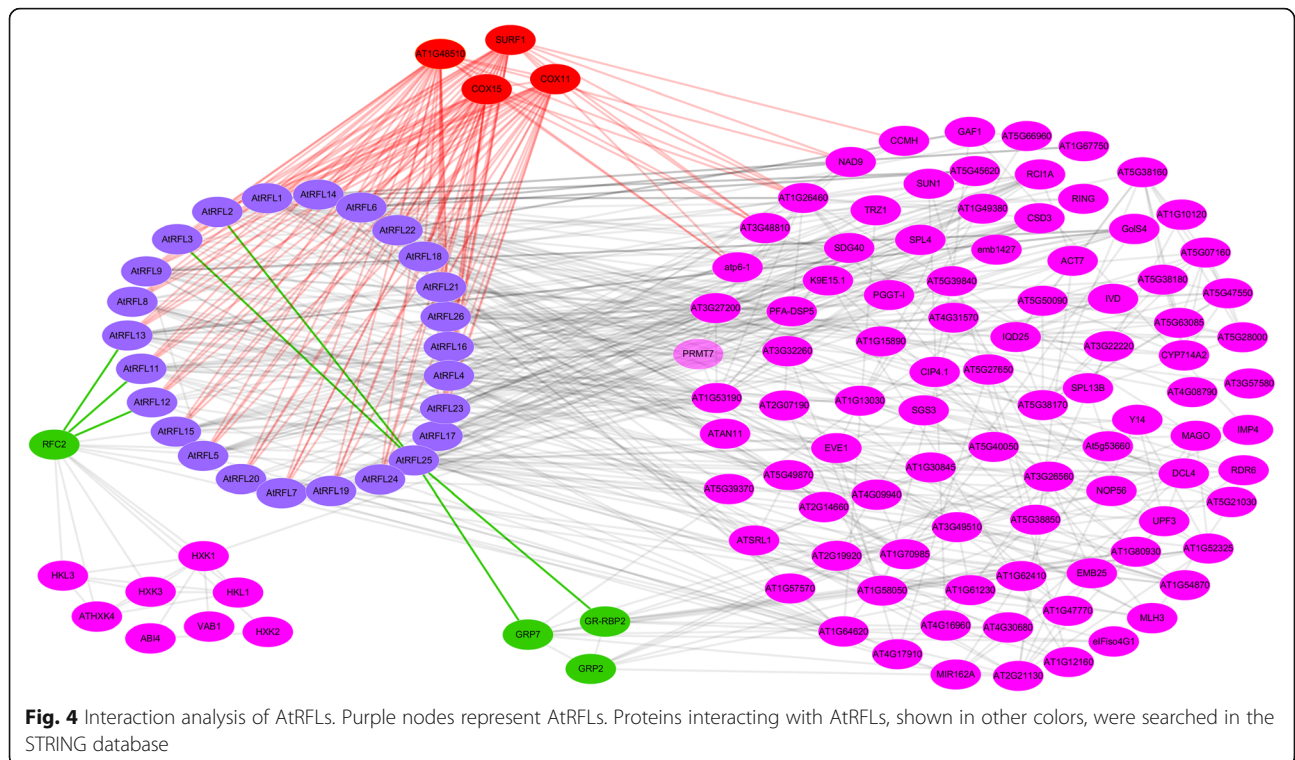 SURF1
AT1G48510
COX11
COX15
GAF1
AT5G66960
CCMH
AT1G67750
NAD9
AT5G45620
RCI1A
AT5G38160
SUN1
RING
AT1G26460
AT1G49380
AtRFL14
AtRFL1
AtRFL6
AtRFL2
TRZ1
CSD3
AT1G10120
AT3G48810
GolS4
AtRFL22
AtRFL3
SPL4
SDG40
emb1427
AT5G07160
AtRFL18
ACT7
atp6-1
AtRFL9
K9E15.1
AT5G39840
AT5G38180
AtRFL21
AT5G47550
PGGT-I
AtRFL8
AT5G50090
IVD
AT3G27200
PFA-DSP5
AtRFL26
AT4G31570
AT5G63085
AtRFL13
AT5G28000
IQD25
AT1G15890
AtRFL16
AT3G22220
PRMT7
AT3G32260
CYP714A2
AtRFL11
CIP4.1
AT5G27650
AtRFL4
SPL13B
AT3G57580
AT4G08790
AT1G53190
AtRFL12
AT2G07190
AT1G13030
AT5G38170
AtRFL23
SGS3
Y14
AtRFL15
ATAN11
AtRFL17
MAGO
IMP4
RFC2
EVE1
AT5G40050
At5g53660
AtRFL5
AtRFL25
AT1G30845
AT5G49870
AT3G26560
DCL4
RDR6
AtRFL20
AtRFL24
AT5G39370
AtRFL7
AtRFL19
AT4G09940
NOP56
AT5G21030
AT2G14660
AT5G38850
UPF3
AT3G49510
ATSRL1
HXK1
AT2G19920
AT1G70985
AT1G80930
AT1G52325
HKL3
AT1G62410
EMB25
HXK3
HKL1
AT1G57570
AT1G58050
AT1G61230
AT1G54870
ATHXK4
AT1G47770
MLH3
GR-RBP2
VAB1
AT4G16960
AT4G30680
GRP7
HXK2
ABI4
AT1G64620
eIFiso4G1
AT4G17910
AT1G12160
GRP2
MIR162A
AT2G21130
Fig. 4 Interaction analysis of AtRFLs. Purple nodes represent AtRFLs. Proteins interacting with AtRFLs, shown in other colors, were searched in the
STRING database